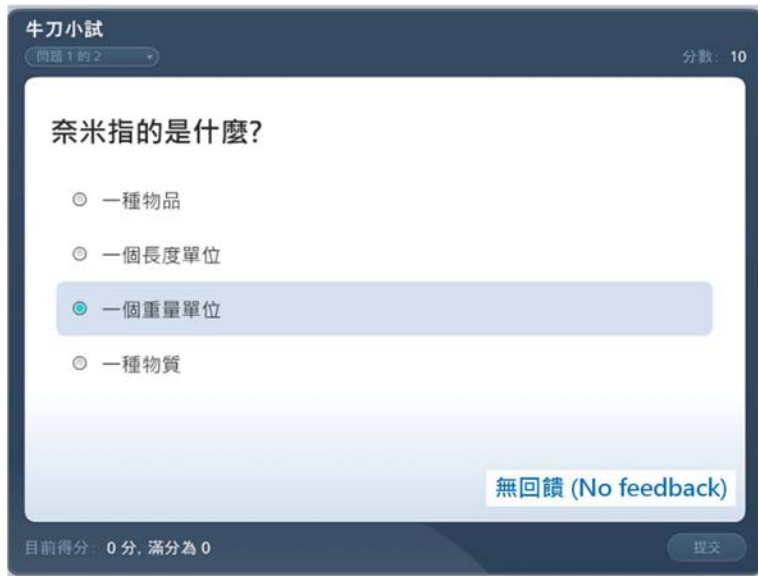 牛刀小試
問題 1 的 2
分數: 10
奈米指的是什麼?
一種物品
一個長度單位
一個重量單位
一種物質
無回饋 (No feedback)
目前得分: 0 分, 滿分為 0
提交